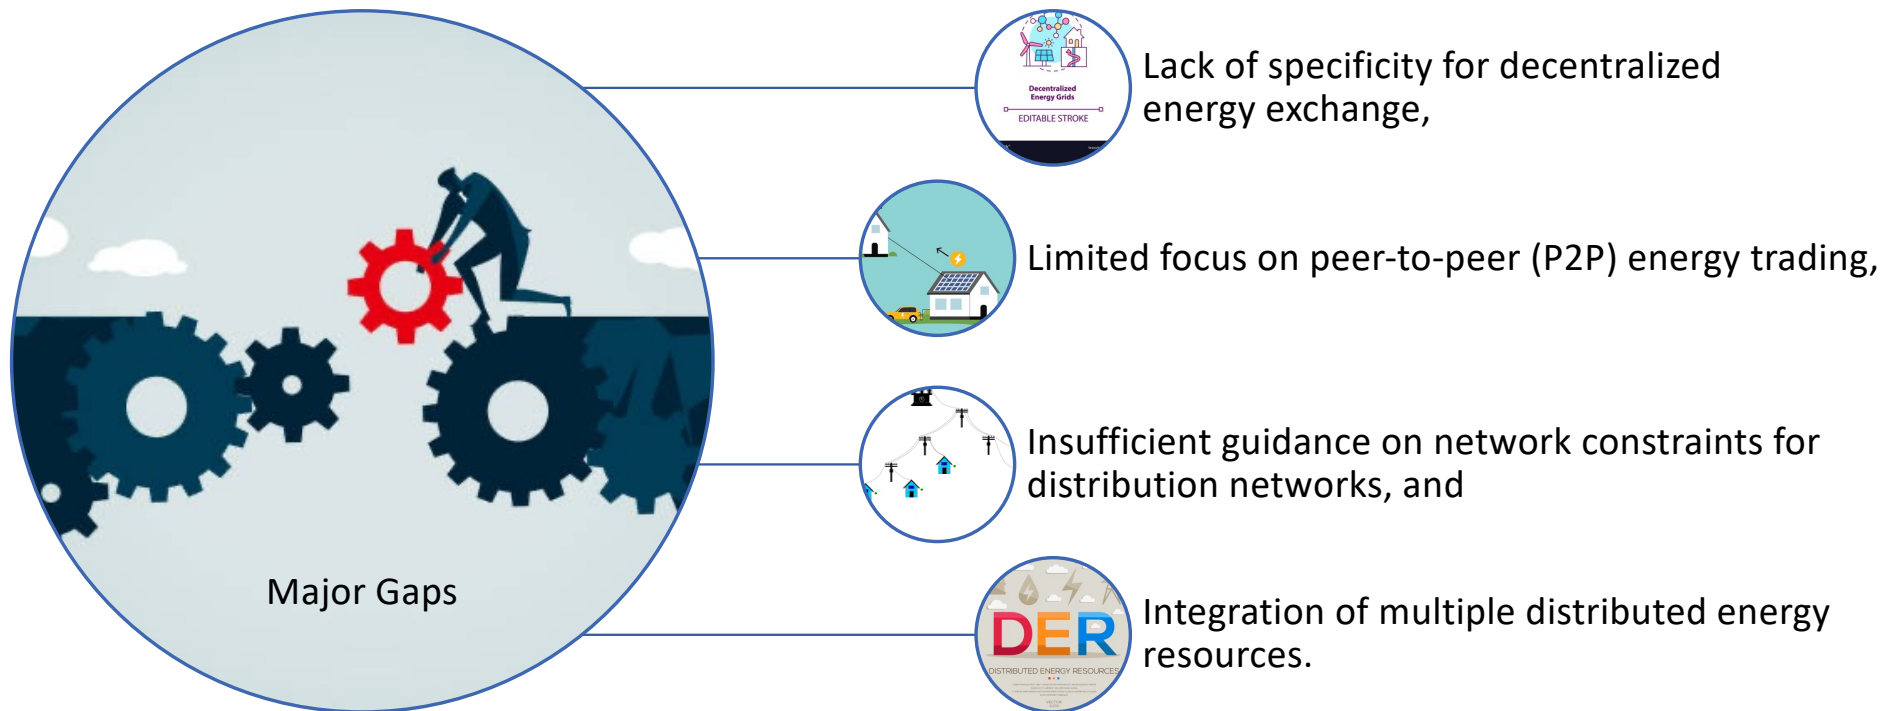 Decentralized
Energy Grids
EDITABLE STROKE
Lack of specificity for decentralized
energy exchange,
Limited focus on peer-to-peer (P2P) energy trading,
Insufficient guidance on network constraints for
distribution networks, and
Major Gaps
DER
DISTRIBUTED ENERGY RESOURCES
Integration of multiple distributed energy
resources.